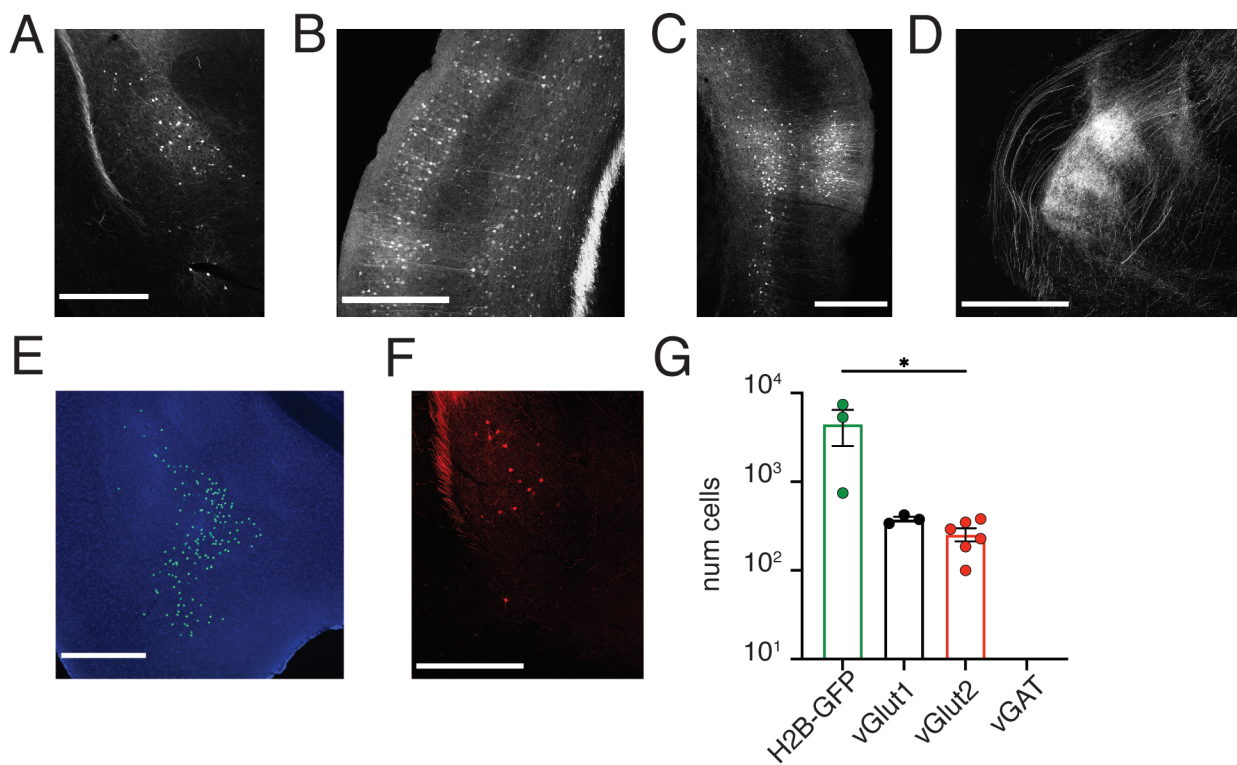 A
B
C
D
E
F
G
*
10⁴
10³
10²
10¹
num cells
H2B-GFP
vGlut1
vGlut2
vGAT